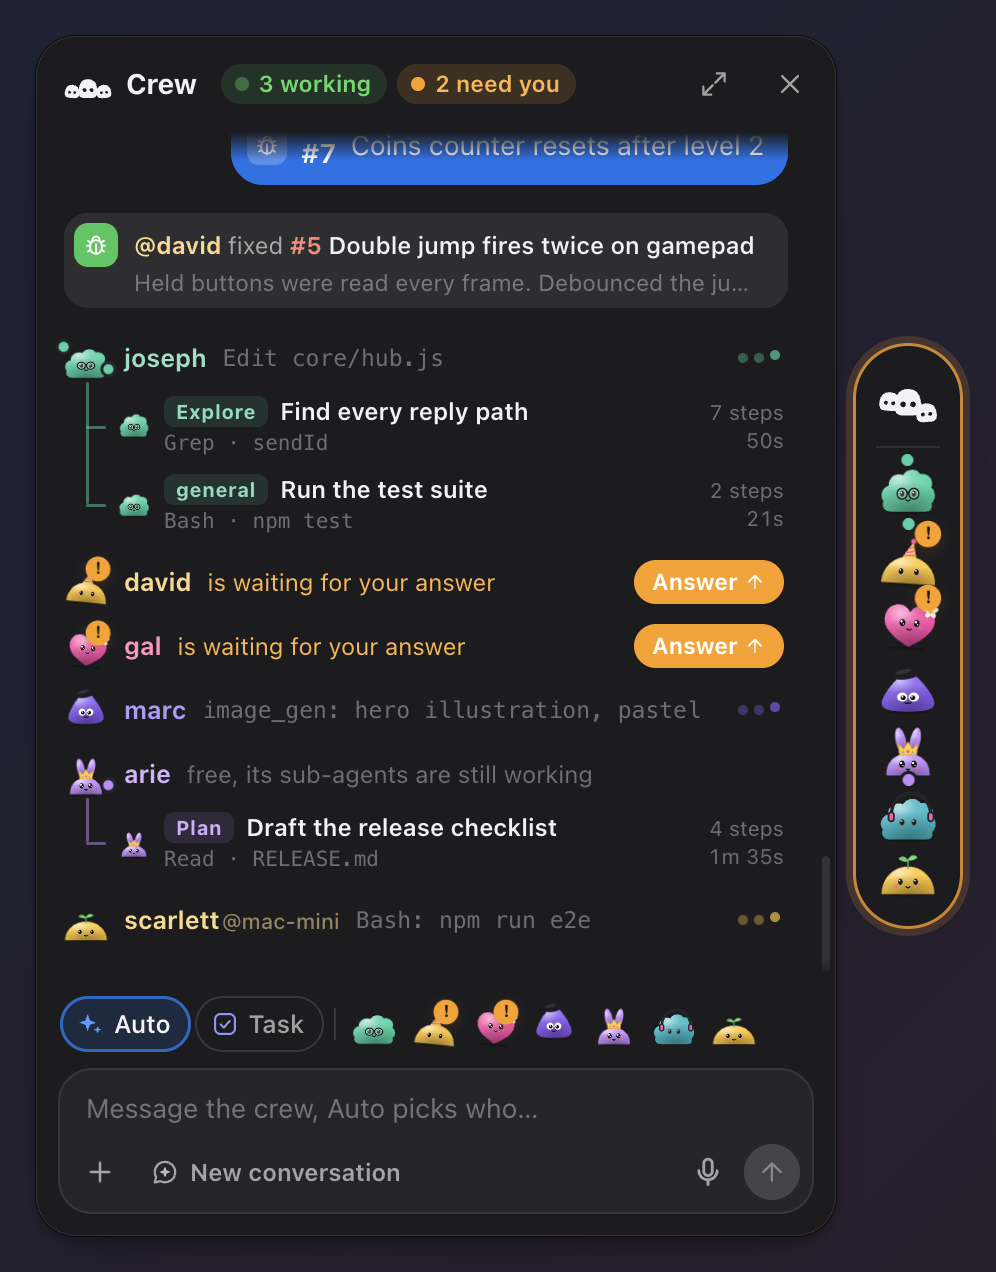 Crew
3 working
2 need you
#7 Coins counter resets after level 2
@david fixed #5 Double jump fires twice on gamepad
Held buttons were read every frame. Debounced the ju...
joseph Edit core/hub.js
Explore Find every reply path 7 steps
Grep · sendId 50s
general Run the test suite 2 steps
Bash · npm test 21s
david is waiting for your answer Answer ↑
gal is waiting for your answer Answer ↑
marc image_gen: hero illustration, pastel
arie free, its sub-agents are still working
Plan Draft the release checklist 4 steps
Read · RELEASE.md 1m 35s
scarlett@mac-mini Bash: npm run e2e
Auto
Task
Message the crew, Auto picks who...
New conversation